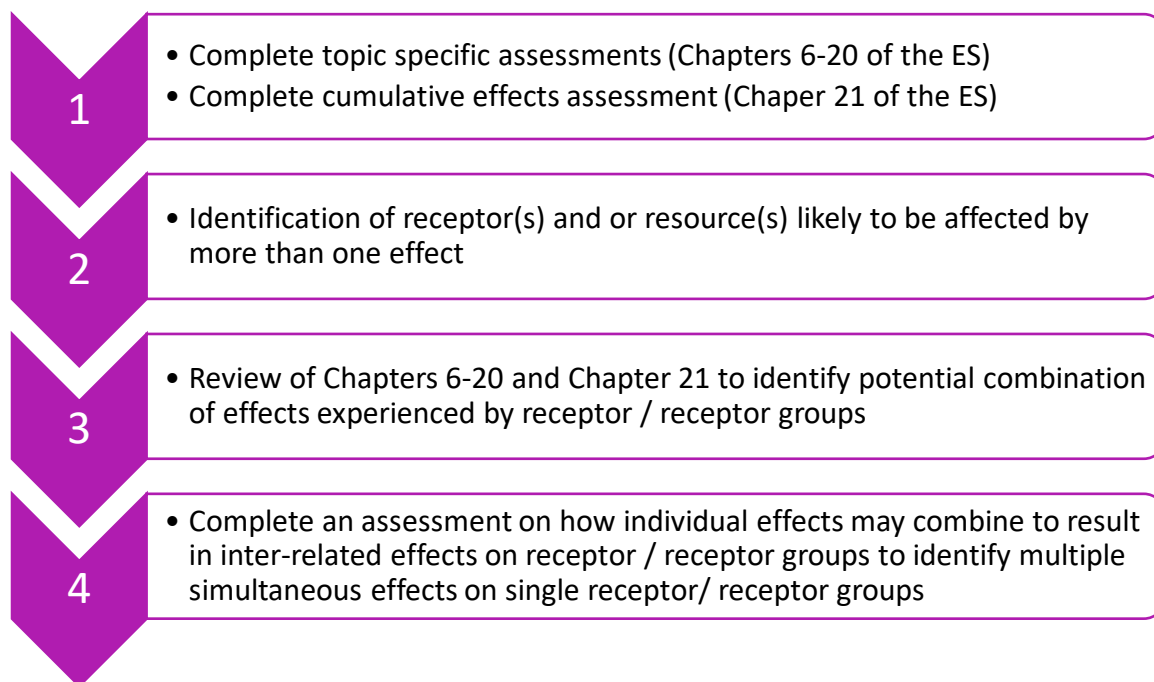 1
• Complete topic specific assessments (Chapters 6-20 of the ES)
• Complete cumulative effects assessment (Chaper 21 of the ES)
2
• Identification of receptor(s) and or resource(s) likely to be affected by
more than one effect
3
• Review of Chapters 6-20 and Chapter 21 to identify potential combination
of effects experienced by receptor / receptor groups
4
• Complete an assessment on how individual effects may combine to result
in inter-related effects on receptor / receptor groups to identify multiple
simultaneous effects on single receptor/ receptor groups